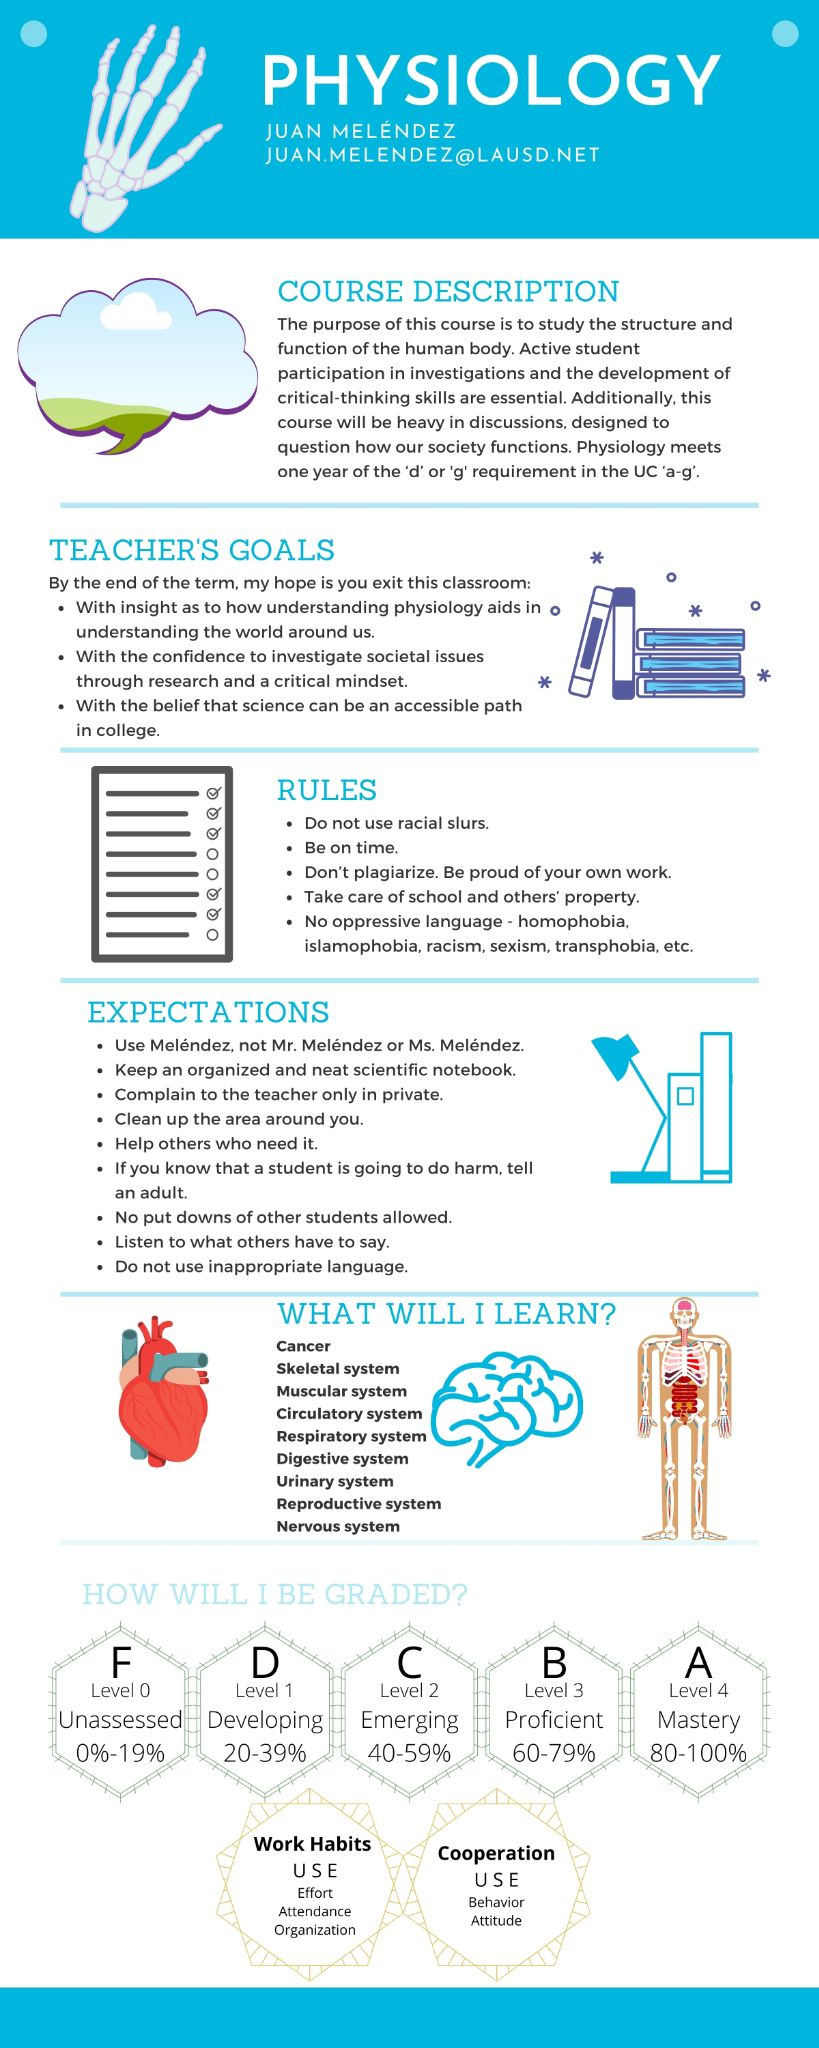 PHYSIOLOGY
JUAN MELÉNDEZ
JUAN.MELENDEZ@LAUSD.NET
COURSE DESCRIPTION
The purpose of this course is to study the structure and
function of the human body. Active student
participation in investigations and the development of
critical-thinking skills are essential. Additionally, this
course will be heavy in discussions, designed to
question how our society functions. Physiology meets
one year of the ‘d’ or 'g' requirement in the UC ‘a-g’.
TEACHER'S GOALS
By the end of the term, my hope is you exit this classroom:
• With insight as to how understanding physiology aids in
understanding the world around us.
• With the confidence to investigate societal issues
through research and a critical mindset.
• With the belief that science can be an accessible path
in college.
RULES
• Do not use racial slurs.
• Be on time.
• Don’t plagiarize. Be proud of your own work.
• Take care of school and others’ property.
• No oppressive language - homophobia,
islamophobia, racism, sexism, transphobia, etc.
EXPECTATIONS
• Use Meléndez, not Mr. Meléndez or Ms. Meléndez.
• Keep an organized and neat scientific notebook.
• Complain to the teacher only in private.
• Clean up the area around you.
• Help others who need it.
• If you know that a student is going to do harm, tell
an adult.
• No put downs of other students allowed.
• Listen to what others have to say.
• Do not use inappropriate language.
WHAT WILL I LEARN?
Cancer
Skeletal system
Muscular system
Circulatory system
Respiratory system
Digestive system
Urinary system
Reproductive system
Nervous system
HOW WILL I BE GRADED?
F
Level 0
Unassessed
0%-19%
D
Level 1
Developing
20-39%
C
Level 2
Emerging
40-59%
B
Level 3
Proficient
60-79%
A
Level 4
Mastery
80-100%
Work Habits
U S E
Effort
Attendance
Organization
Cooperation
U S E
Behavior
Attitude